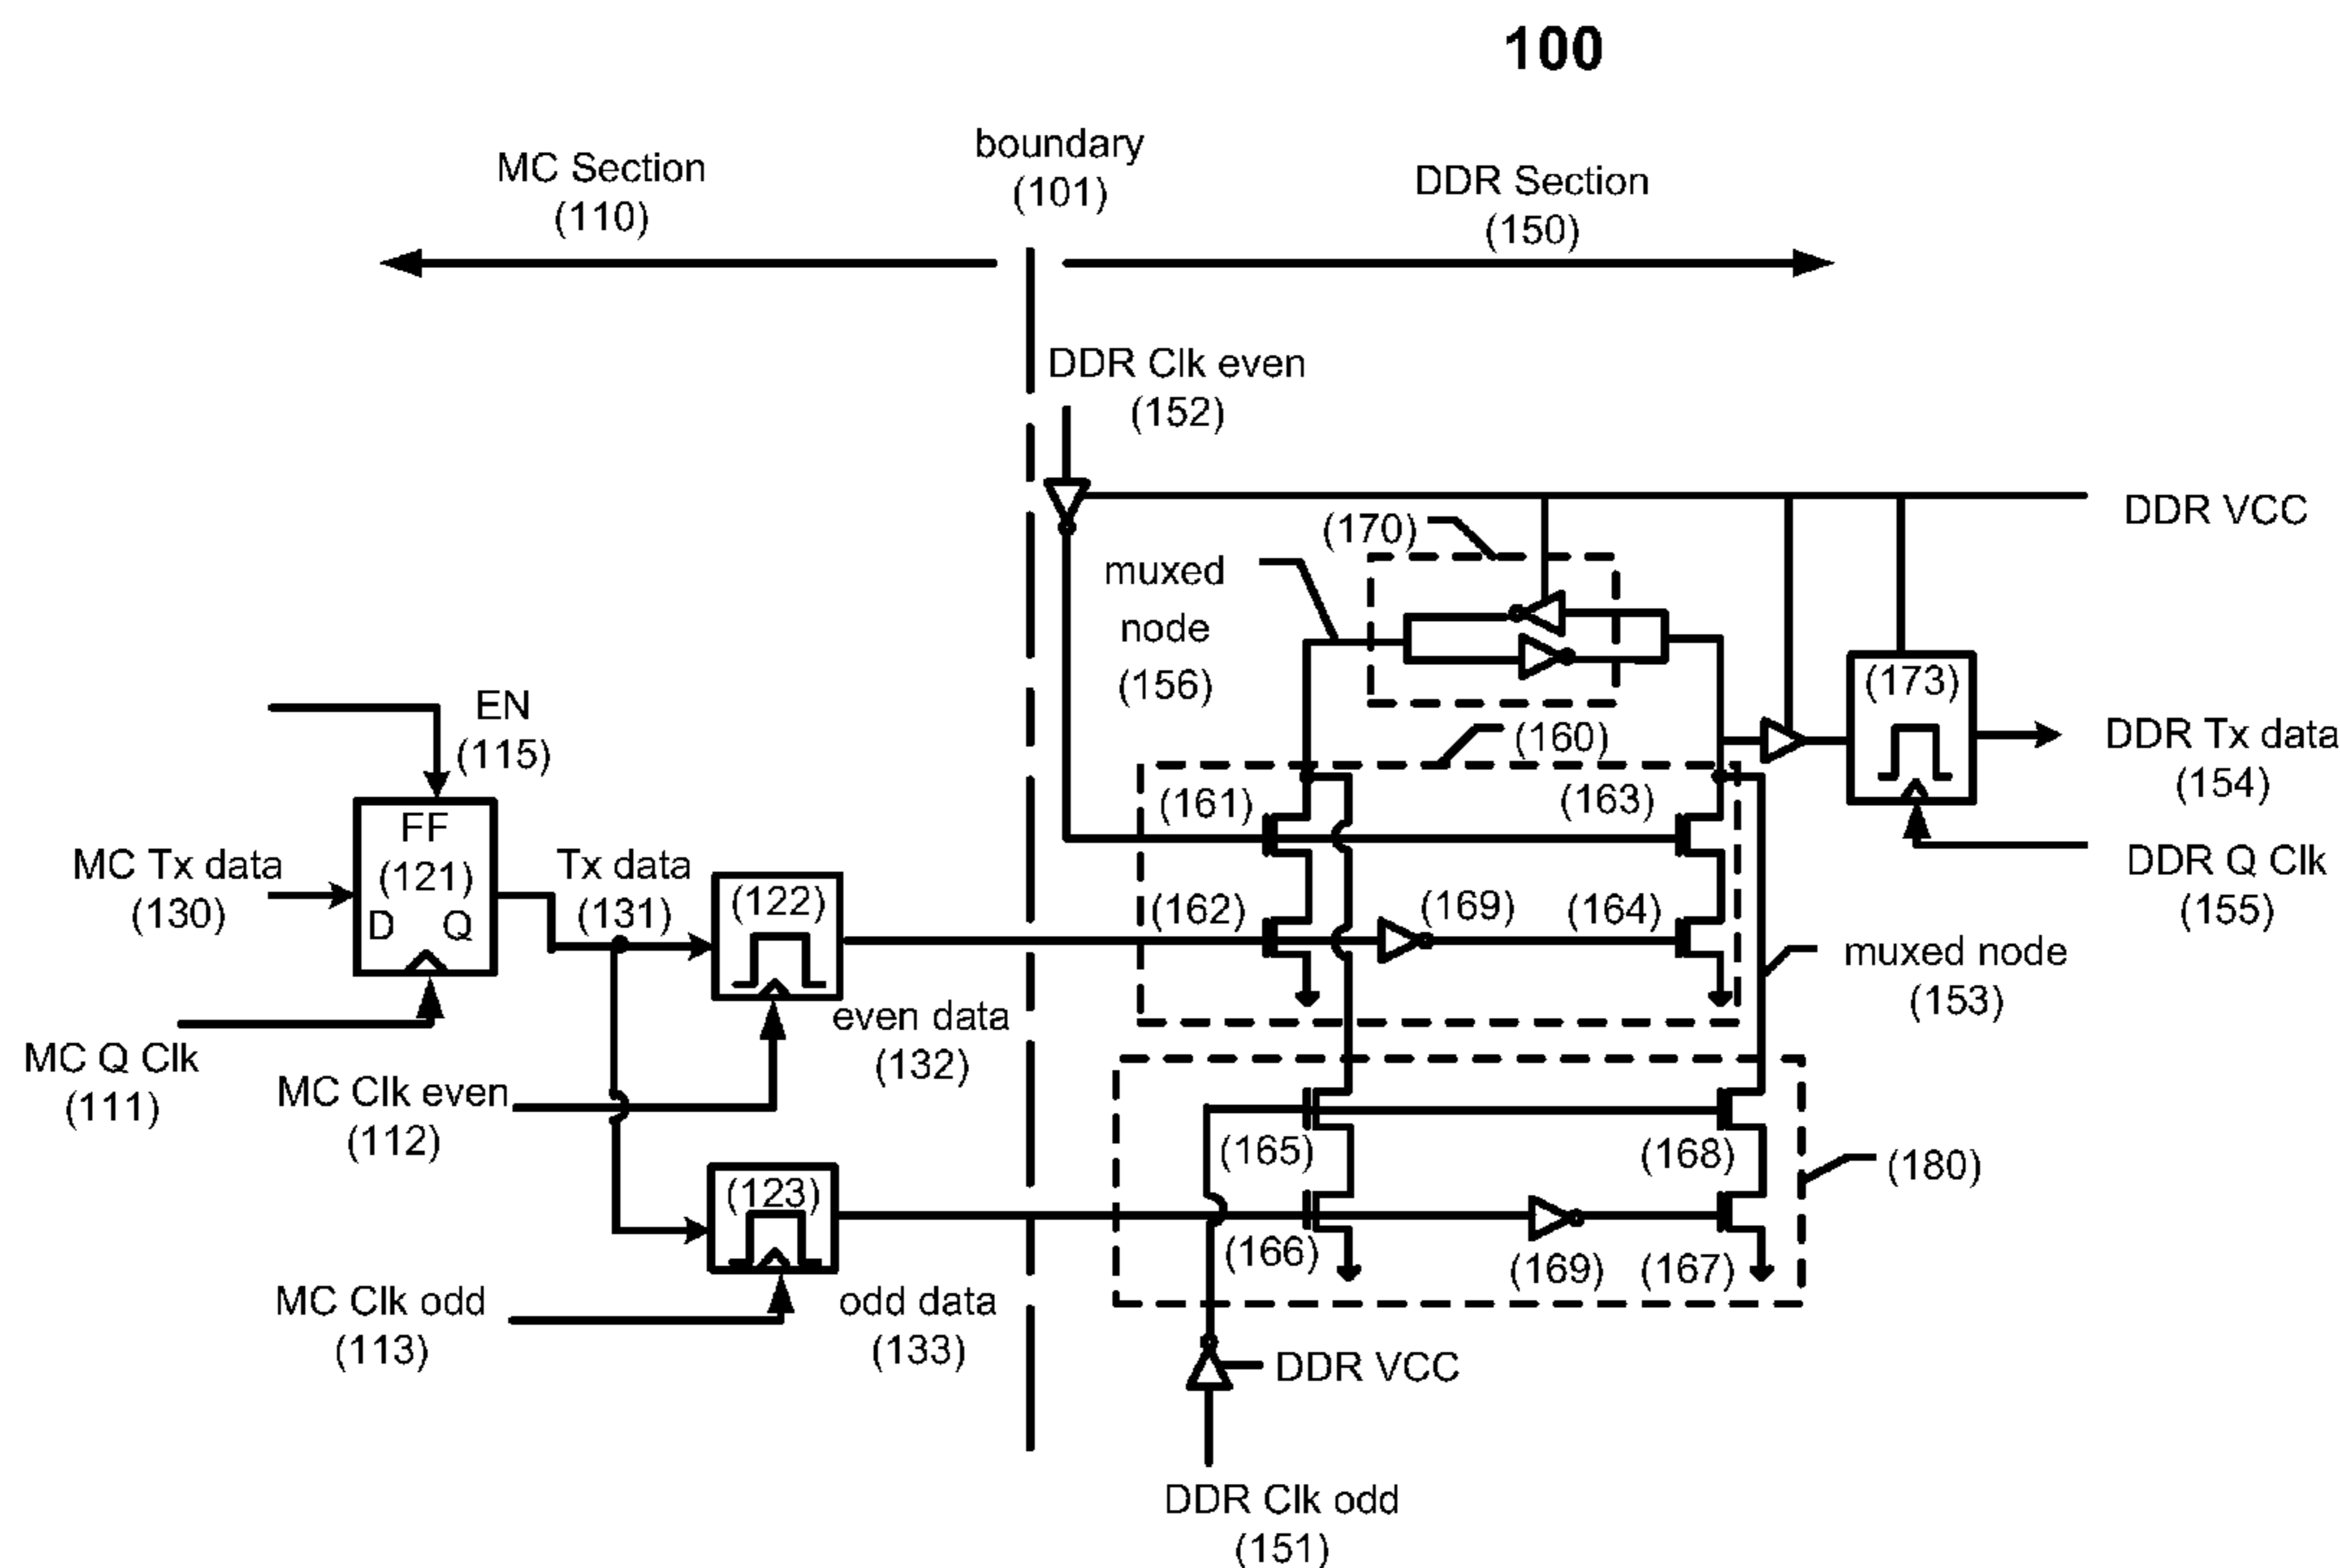 100
MC Section
(110)
boundary
(101)
DDR Section
(150)
DDR Clk even
(152)
DDR VCC
(170)
muxed
node
(156)
(173)
EN
(115)
(160)
DDR Tx data
(154)
(161)
(163)
FF
(121)
D Q
MC Tx data
(130)
Tx data
(131)
(122)
DDR Q Clk
(155)
(162)
(169)
(164)
muxed node
(153)
even data
(132)
MC Q Clk
(111)
MC Clk even
(112)
(165)
(168)
(180)
(123)
(166)
(169)
(167)
MC Clk odd
(113)
odd data
(133)
DDR VCC
DDR Clk odd
(151)